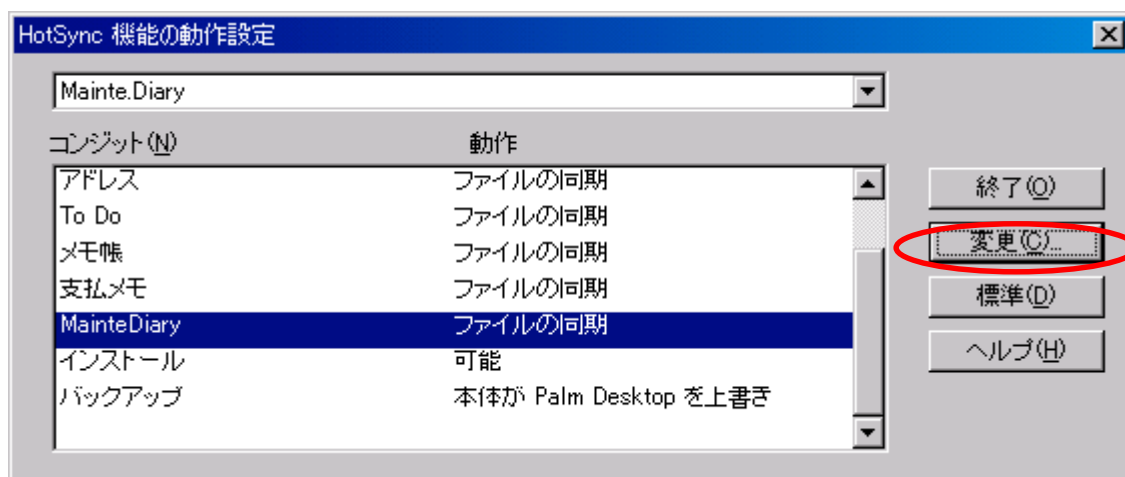 HotSync 機能の動作設定
Mainte.Diary
コンジット(N) 動作
アドレス ファイルの同期
To Do ファイルの同期
メモ帳 ファイルの同期
支払メモ ファイルの同期
MainteDiary ファイルの同期
インストール 可能
バックアップ 本体が Palm Desktop を上書き
終了(O)
変更(C)...
標準(D)
ヘルプ(H)